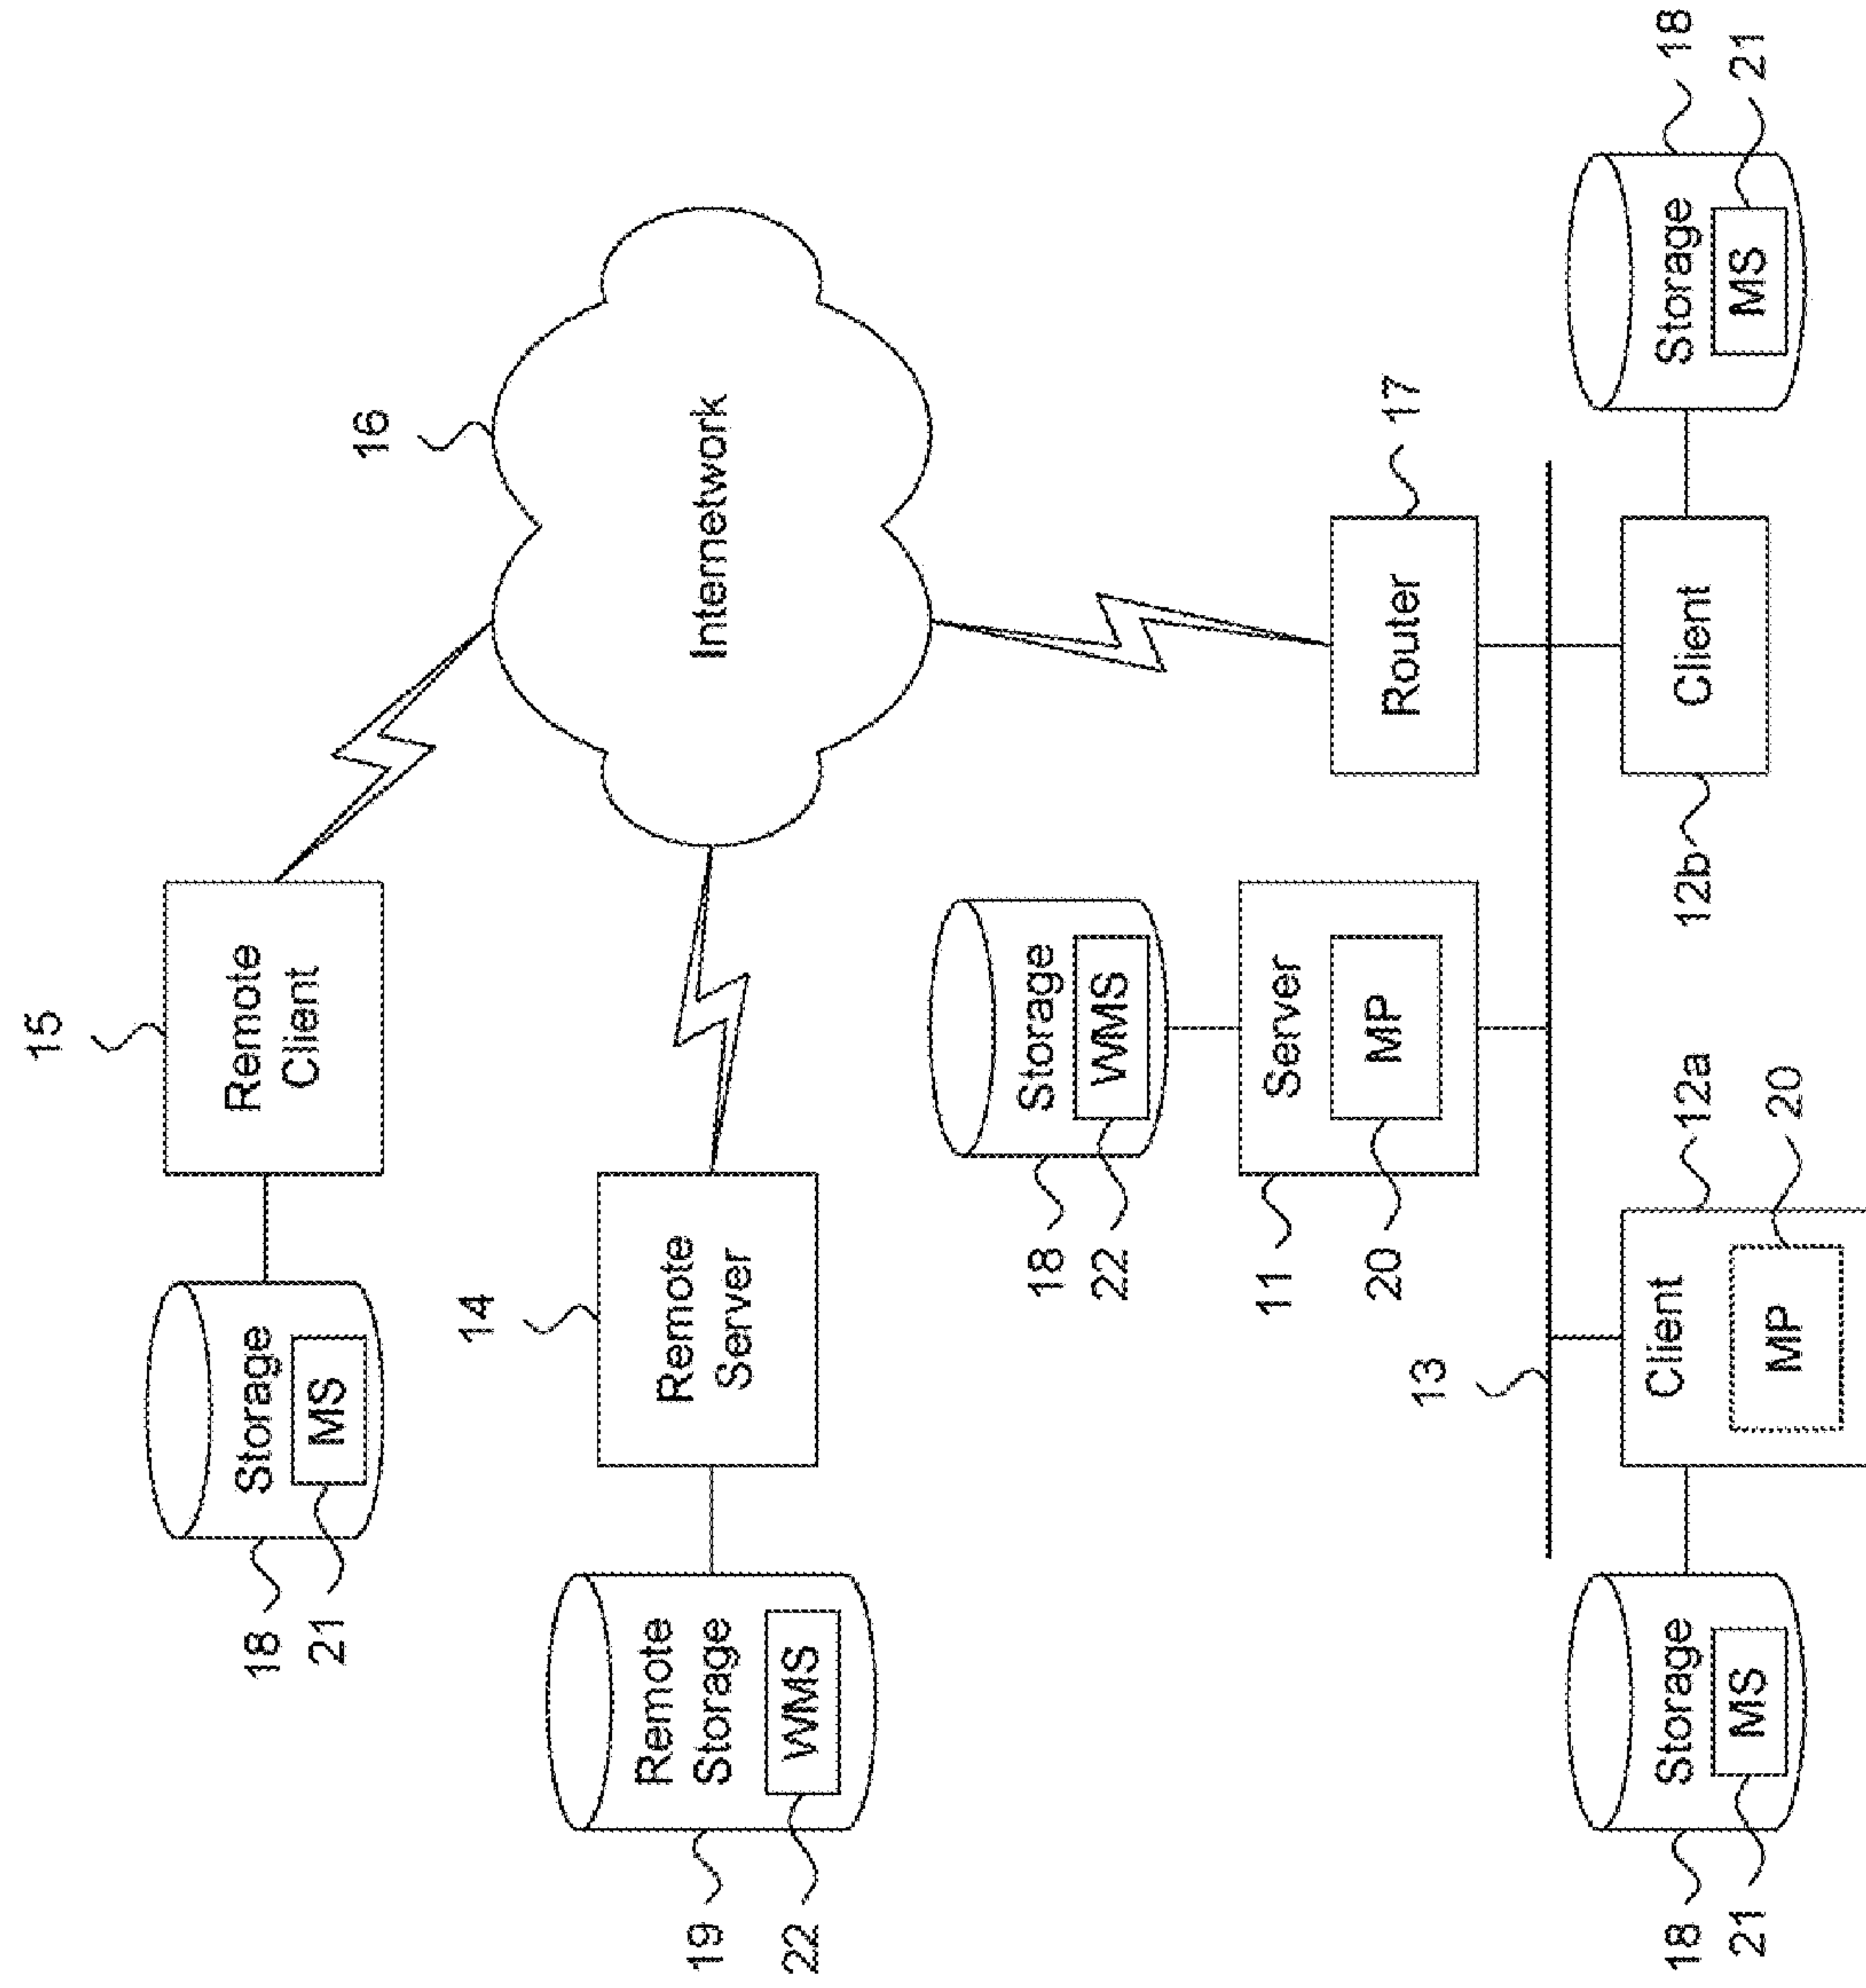 15
Remote
Client
Storage
MS
18
21
16
Internetwork
14
Remote
Server
Remote
Storage
WMS
19
22
Storage
WMS
18
22
Server
MP
11
20
Router
17
13
Client
MP
12a
20
Storage
MS
18
21
Client
12b
Storage
MS
18
21